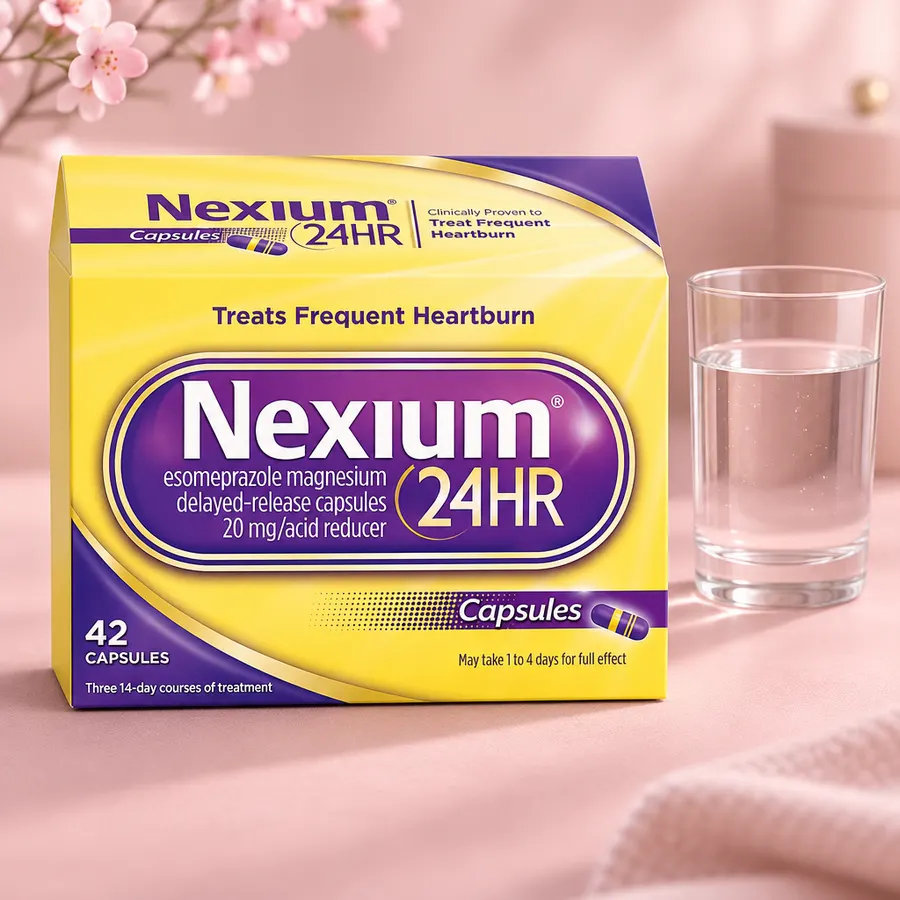 Nexium®
Capsules
24HR
Clinically Proven to
Treat Frequent
Heartburn
Treats Frequent Heartburn
Nexium®
esomeprazole magnesium
delayed-release capsules
20 mg/acid reducer
24HR
Capsules
42
CAPSULES
May take 1 to 4 days for full effect
Three 14-day courses of treatment